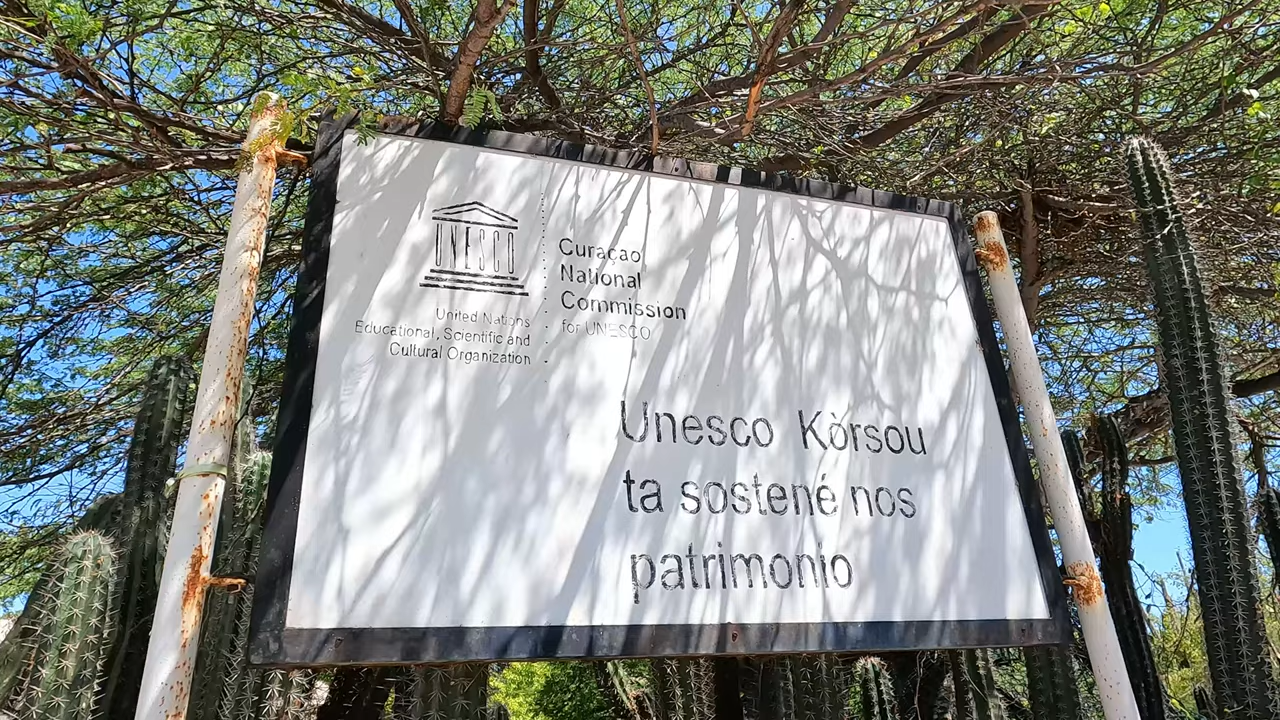 UNESCO
United Nations
Educational, Scientific and
Cultural Organization
Curaçao
National
Commission
for UNESCO
Unesco Kòrsou
ta sostené nos
patrimonio